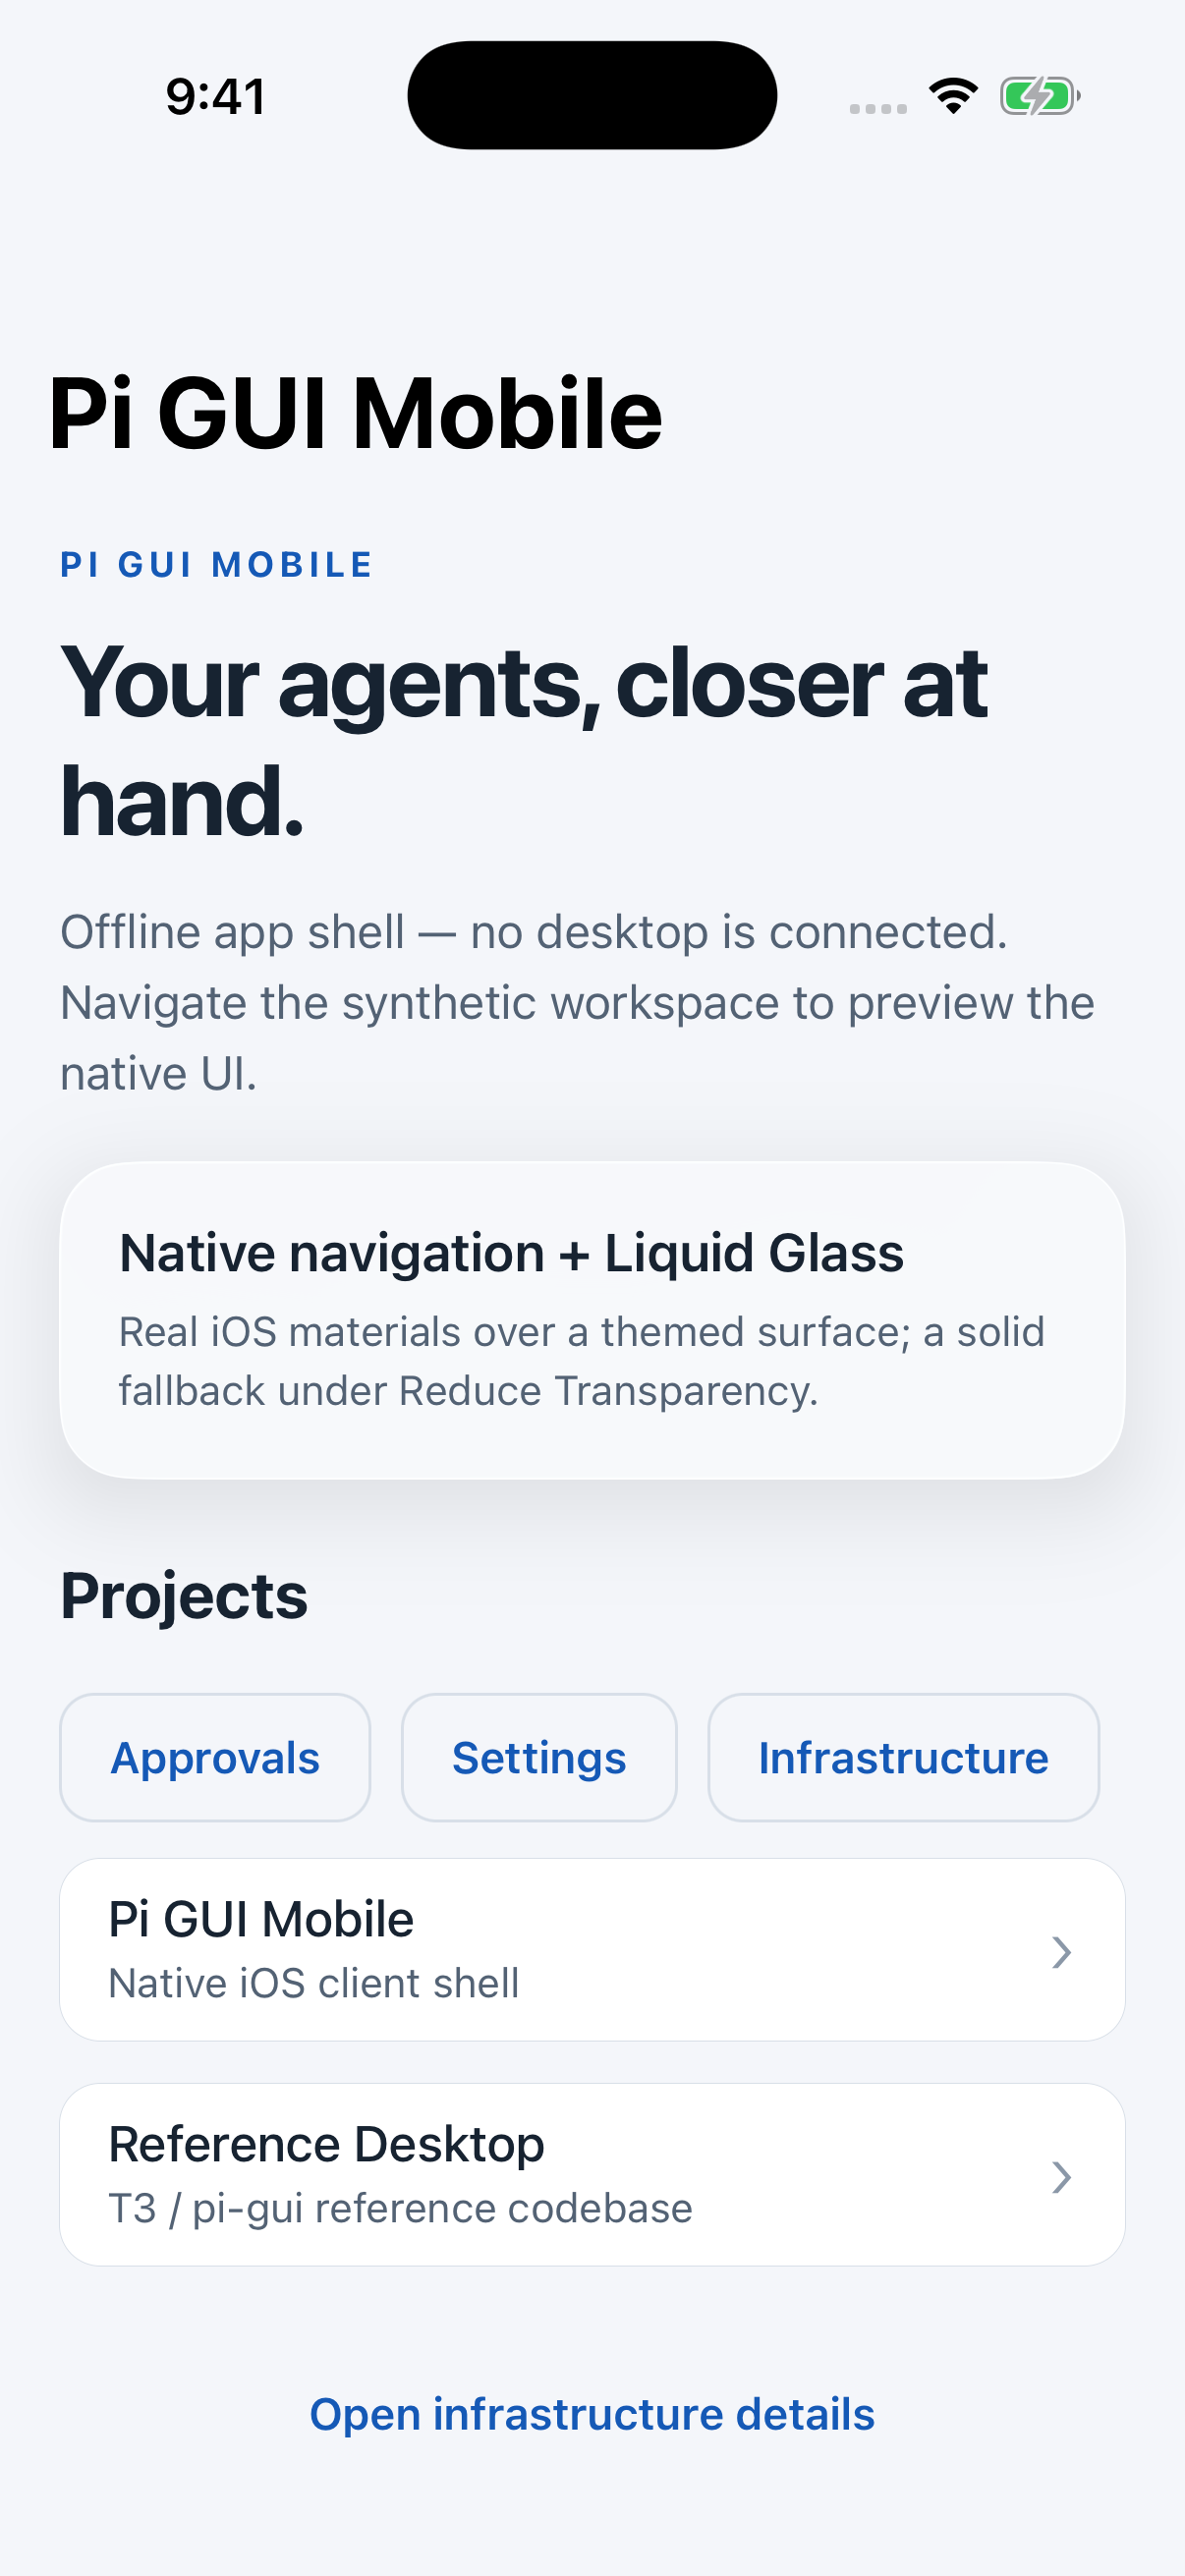 9:41
Pi GUI Mobile
PI GUI MOBILE
Your agents, closer at
hand.
Offline app shell — no desktop is connected.
Navigate the synthetic workspace to preview the
native UI.
Native navigation + Liquid Glass
Real iOS materials over a themed surface; a solid
fallback under Reduce Transparency.
Projects
Approvals Settings Infrastructure
Pi GUI Mobile
Native iOS client shell
Reference Desktop
T3 / pi-gui reference codebase
Open infrastructure details